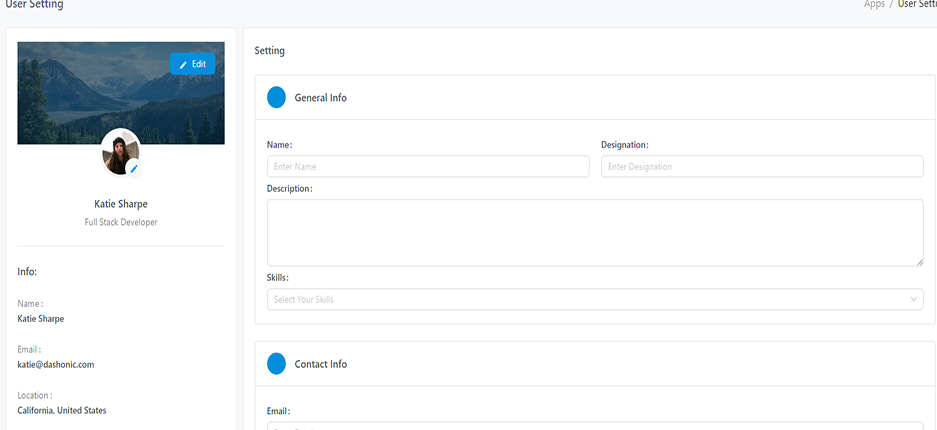 User Setting
Apps / User Sett
Edit
Katie Sharpe
Full Stack Developer
Info:
Name :
Katie Sharpe
Email :
katie@dashonic.com
Location :
California, United States
Setting
General Info
Name:
Designation:
Enter Name
Enter Designation
Description:
Skills:
Select Your Skills
Contact Info
Email: